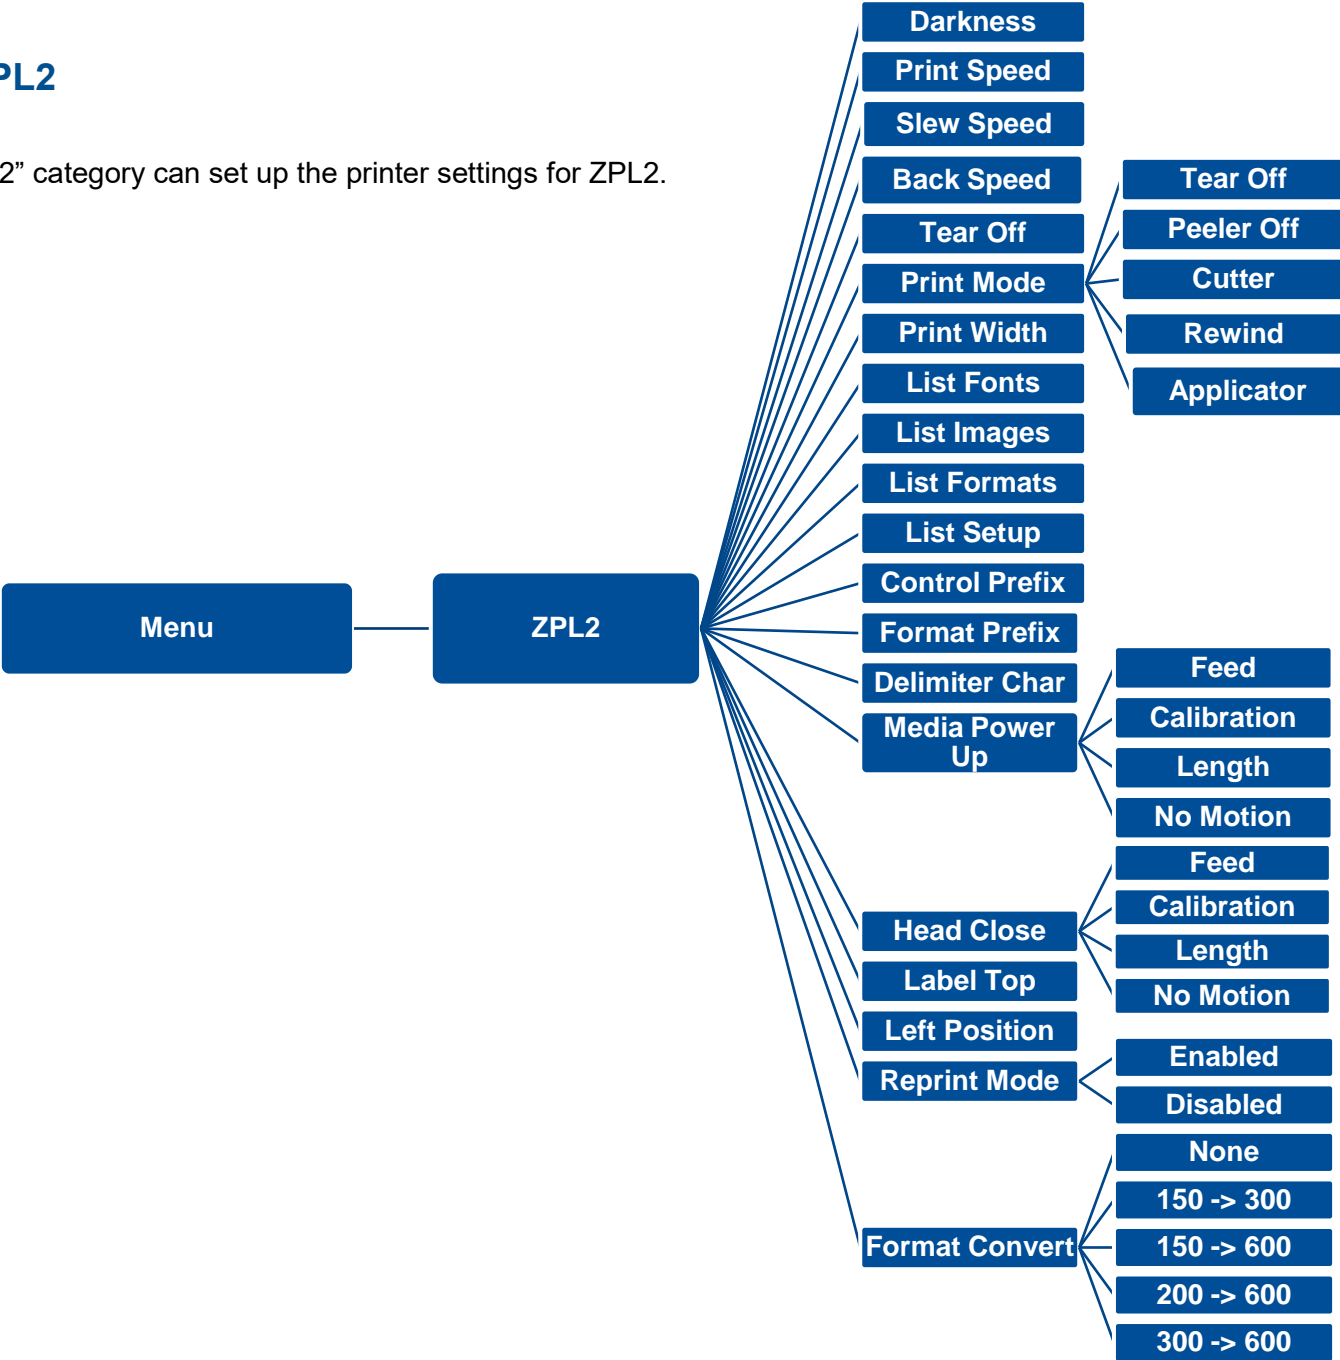 PL2
2” category can set up the printer settings for ZPL2.
Menu
ZPL2
Darkness
Print Speed
Slew Speed
Back Speed
Tear Off
Print Mode
Tear Off
Peeler Off
Cutter
Rewind
Applicator
Print Width
List Fonts
List Images
List Formats
List Setup
Control Prefix
Format Prefix
Delimiter Char
Media Power
Up
Feed
Calibration
Length
No Motion
Head Close
Feed
Calibration
Length
No Motion
Label Top
Left Position
Reprint Mode
Enabled
Disabled
Format Convert
None
150 -> 300
150 -> 600
200 -> 600
300 -> 600